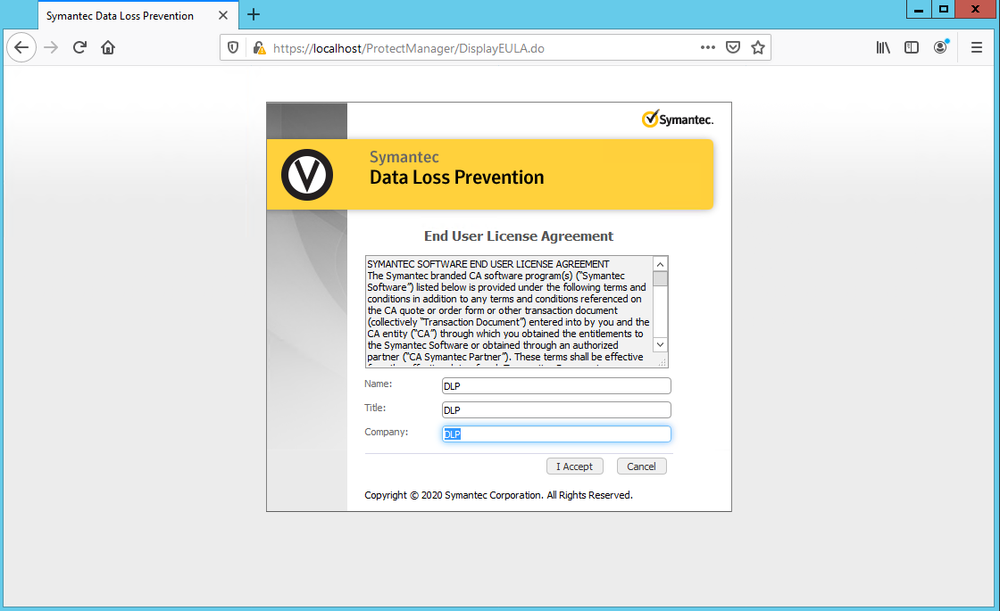 Symantec Data Loss Prevention
https://localhost/ProtectManager/DisplayEULA.do
Symantec.
Symantec
Data Loss Prevention
End User License Agreement
SYMANTEC SOFTWARE END USER LICENSE AGREEMENT
The Symantec branded CA software program(s) (“Symantec
Software”) listed below is provided under the following terms and
conditions in addition to any terms and conditions referenced on
the CA quote or order form or other transaction document
(collectively “Transaction Document”) entered into by you and the
CA entity (“CA”) through which you obtained the entitlements to
the Symantec Software or obtained through an authorized
partner (“CA Symantec Partner”). These terms shall be effective
Name:
DLP
Title:
DLP
Company:
DLP
I Accept
Cancel
Copyright © 2020 Symantec Corporation. All Rights Reserved.